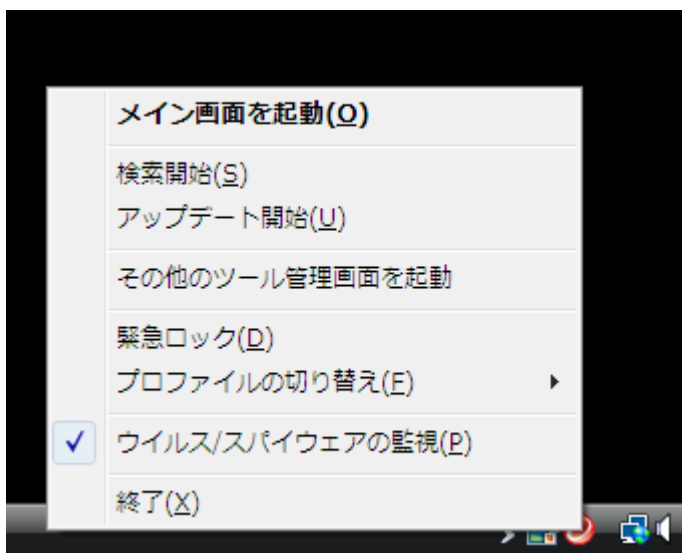 メイン画面を起動(O)
検索開始(S)
アップデート開始(U)
その他のツール管理画面を起動
緊急ロック(D)
プロファイルの切り替え(F)
ウイルス/スパイウェアの監視(P)
終了(X)